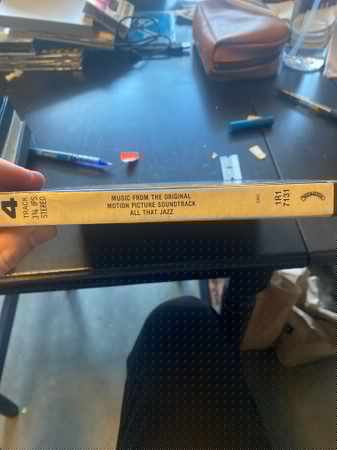 4
TRACK
3¾ IPS
STEREO
MUSIC FROM THE ORIGINAL
MOTION PICTURE SOUNDTRACK
ALL THAT JAZZ
1R1
7131